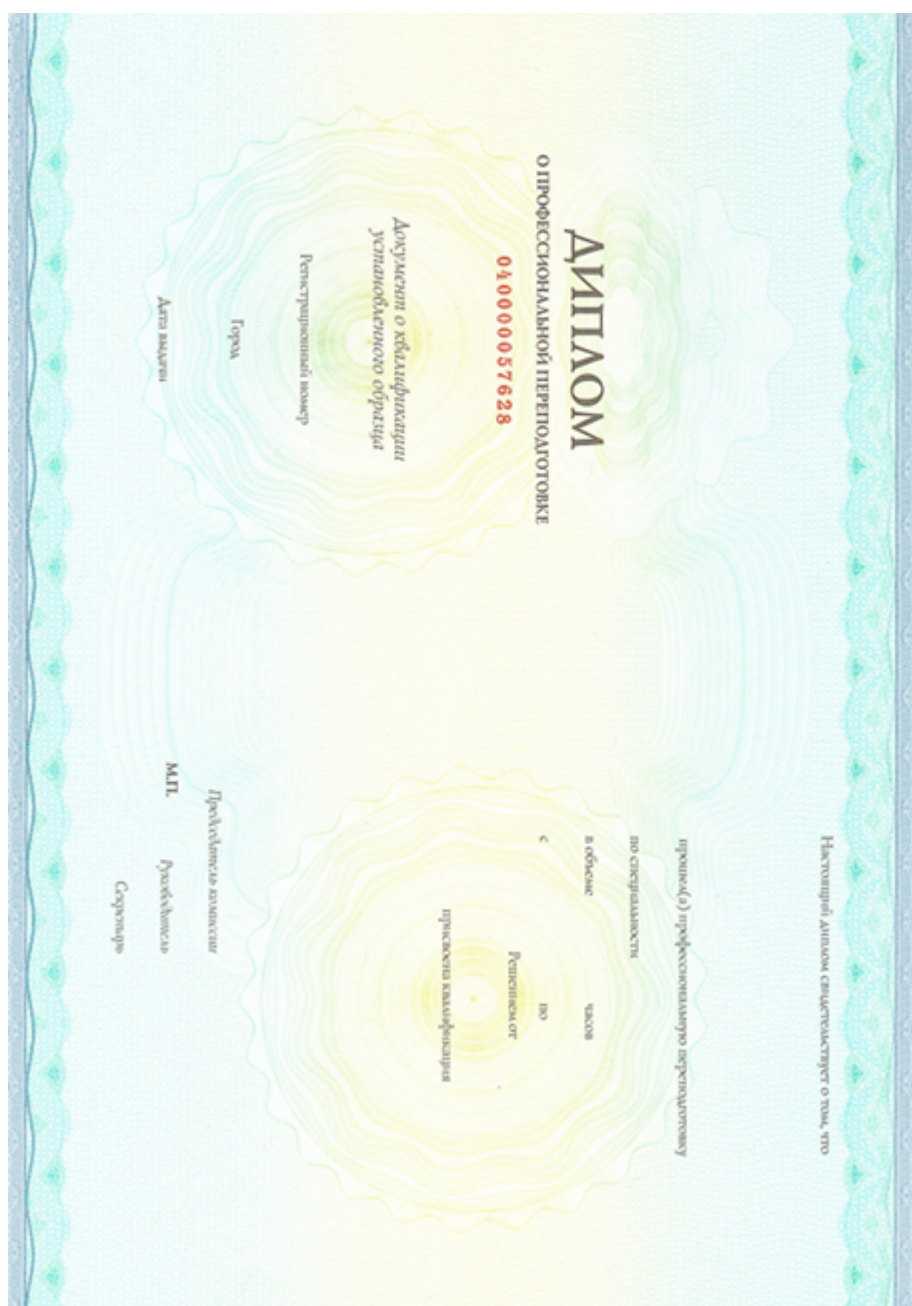 ДИПЛОМ
О ПРОФЕССИОНАЛЬНОЙ ПЕРЕПОДГОТОВКЕ
040000057628
Документ о квалификации
установленного образца
Регистрационный номер
Город
Дата выдачи
Настоящий диплом свидетельствует о том, что
прошел(а) профессиональную переподготовку
по специальности
в объеме часов
с по
Решением от
присвоена квалификация
Председатель комиссии
М.П. Руководитель
Секретарь